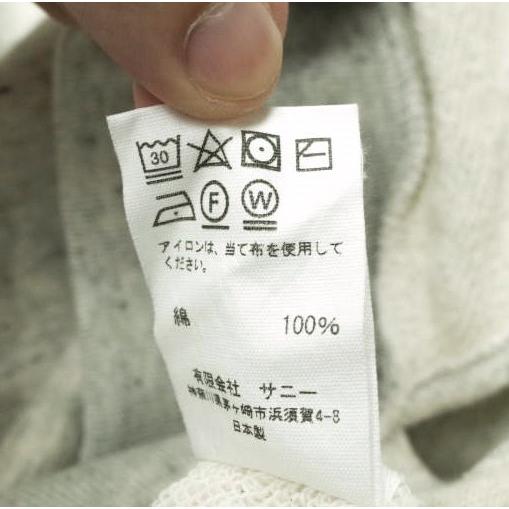 30
F W
アイロンは、当て布を使用して
ください。
綿 100%
有限会社 サニー
神奈川県茅ヶ崎市浜須賀4-8
日本製